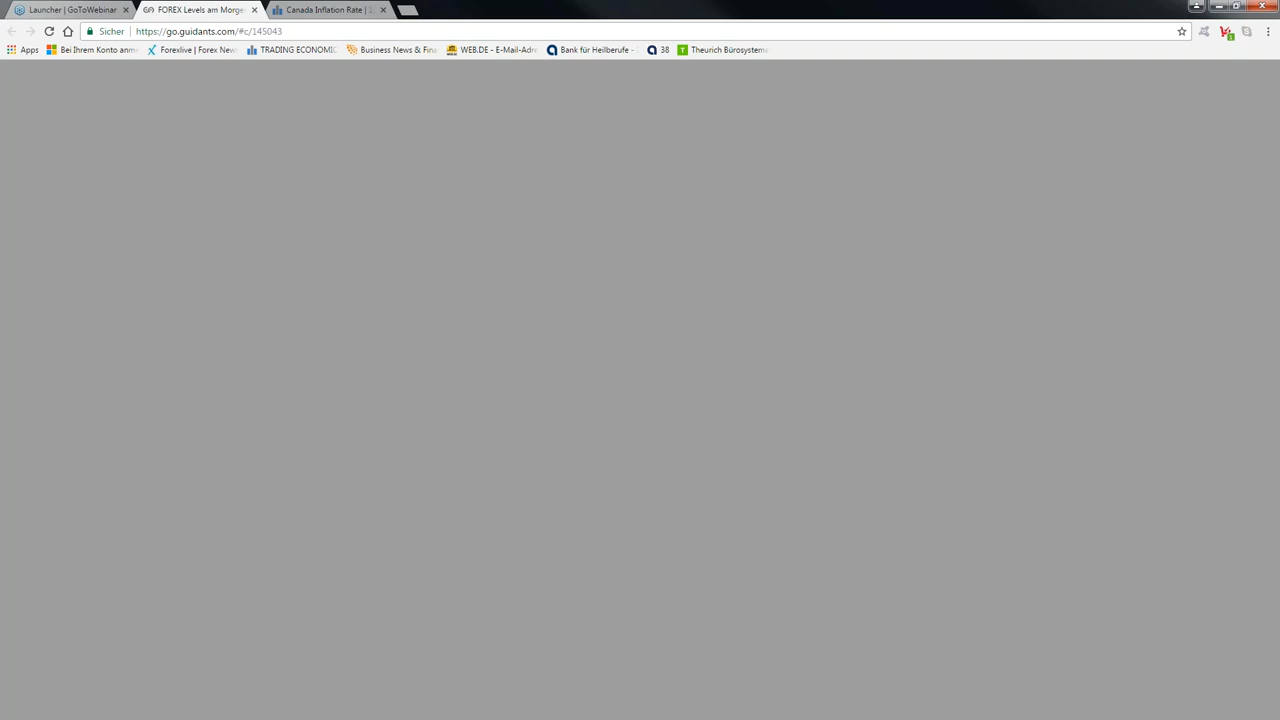 Launcher | GoToWebinar
FOREX Levels am Morge
Canada Inflation Rate |
Sicher https://go.guidants.com/#c/145043
Apps Bei Ihrem Konto anme Forexlive | Forex New TRADING ECONOMIC Business News & Fina WEB.DE - E-Mail-Adre Bank für Heilberufe - 38 Theurich Bürosysteme